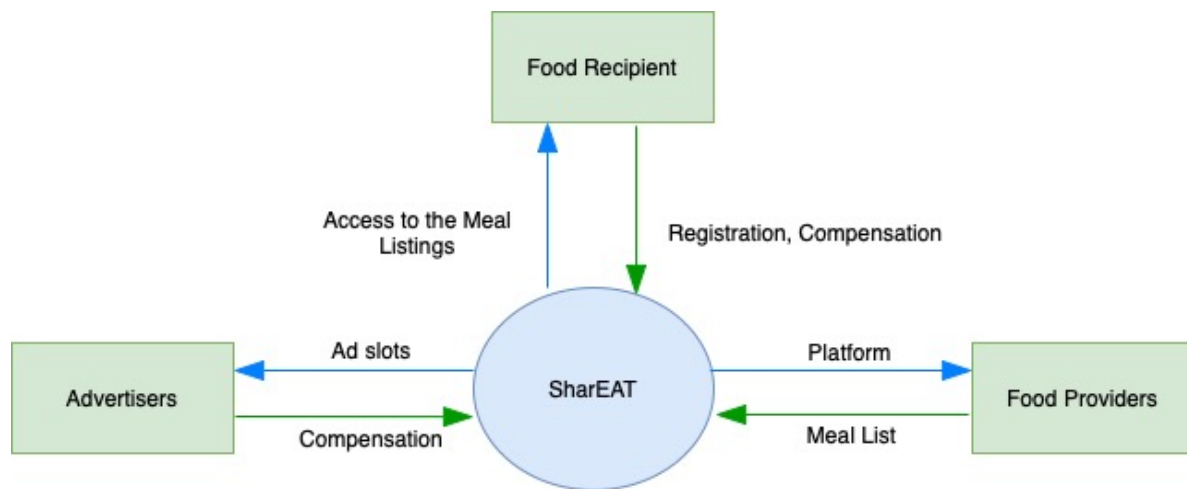 Food Recipient
Access to the Meal
Listings
Registration, Compensation
Ad slots
Platform
Advertisers
SharEAT
Food Providers
Compensation
Meal List